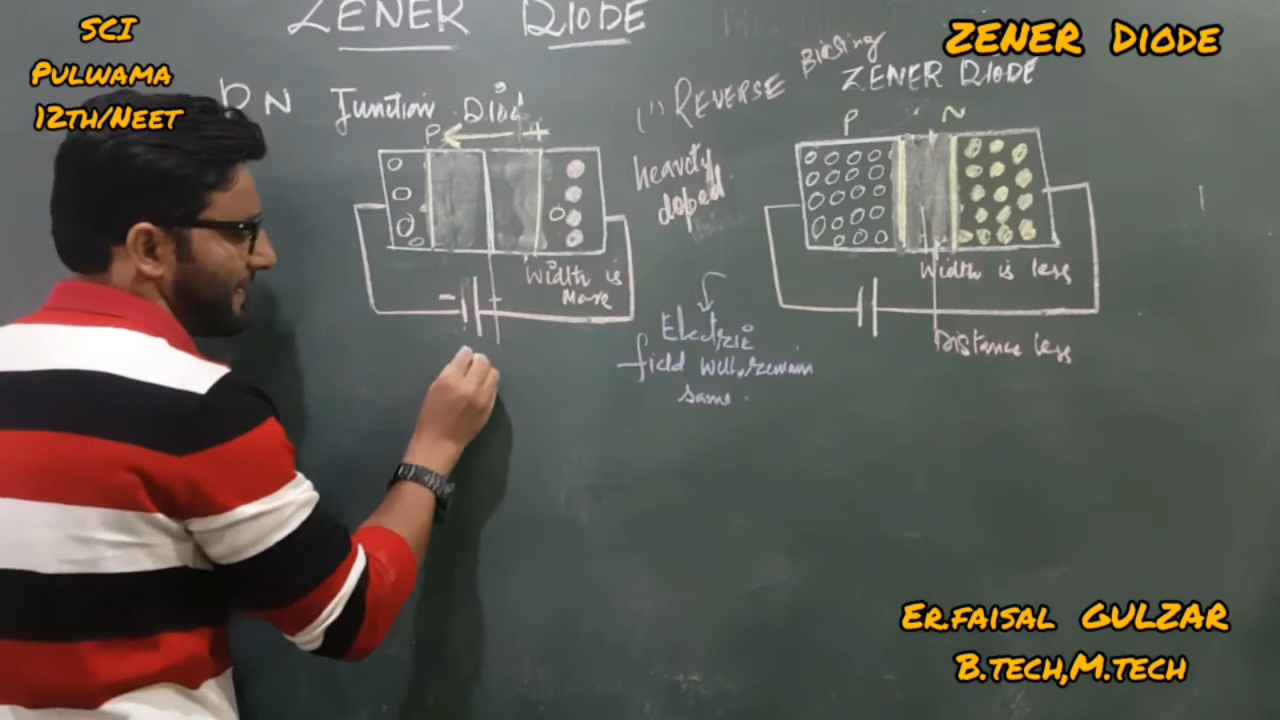 SCI
PULWAMA
12TH/NEET
ZENER DIODE
ZENER DIODE
PN Junction Diod
(1) REVERSE Biasing
ZENER DIODE
P +
P N
heavily
doped
Width is
More
- +
Width is less
Distance less
Electric
field will remain
same.
ER.FAISAL GULZAR
B.TECH,M.TECH